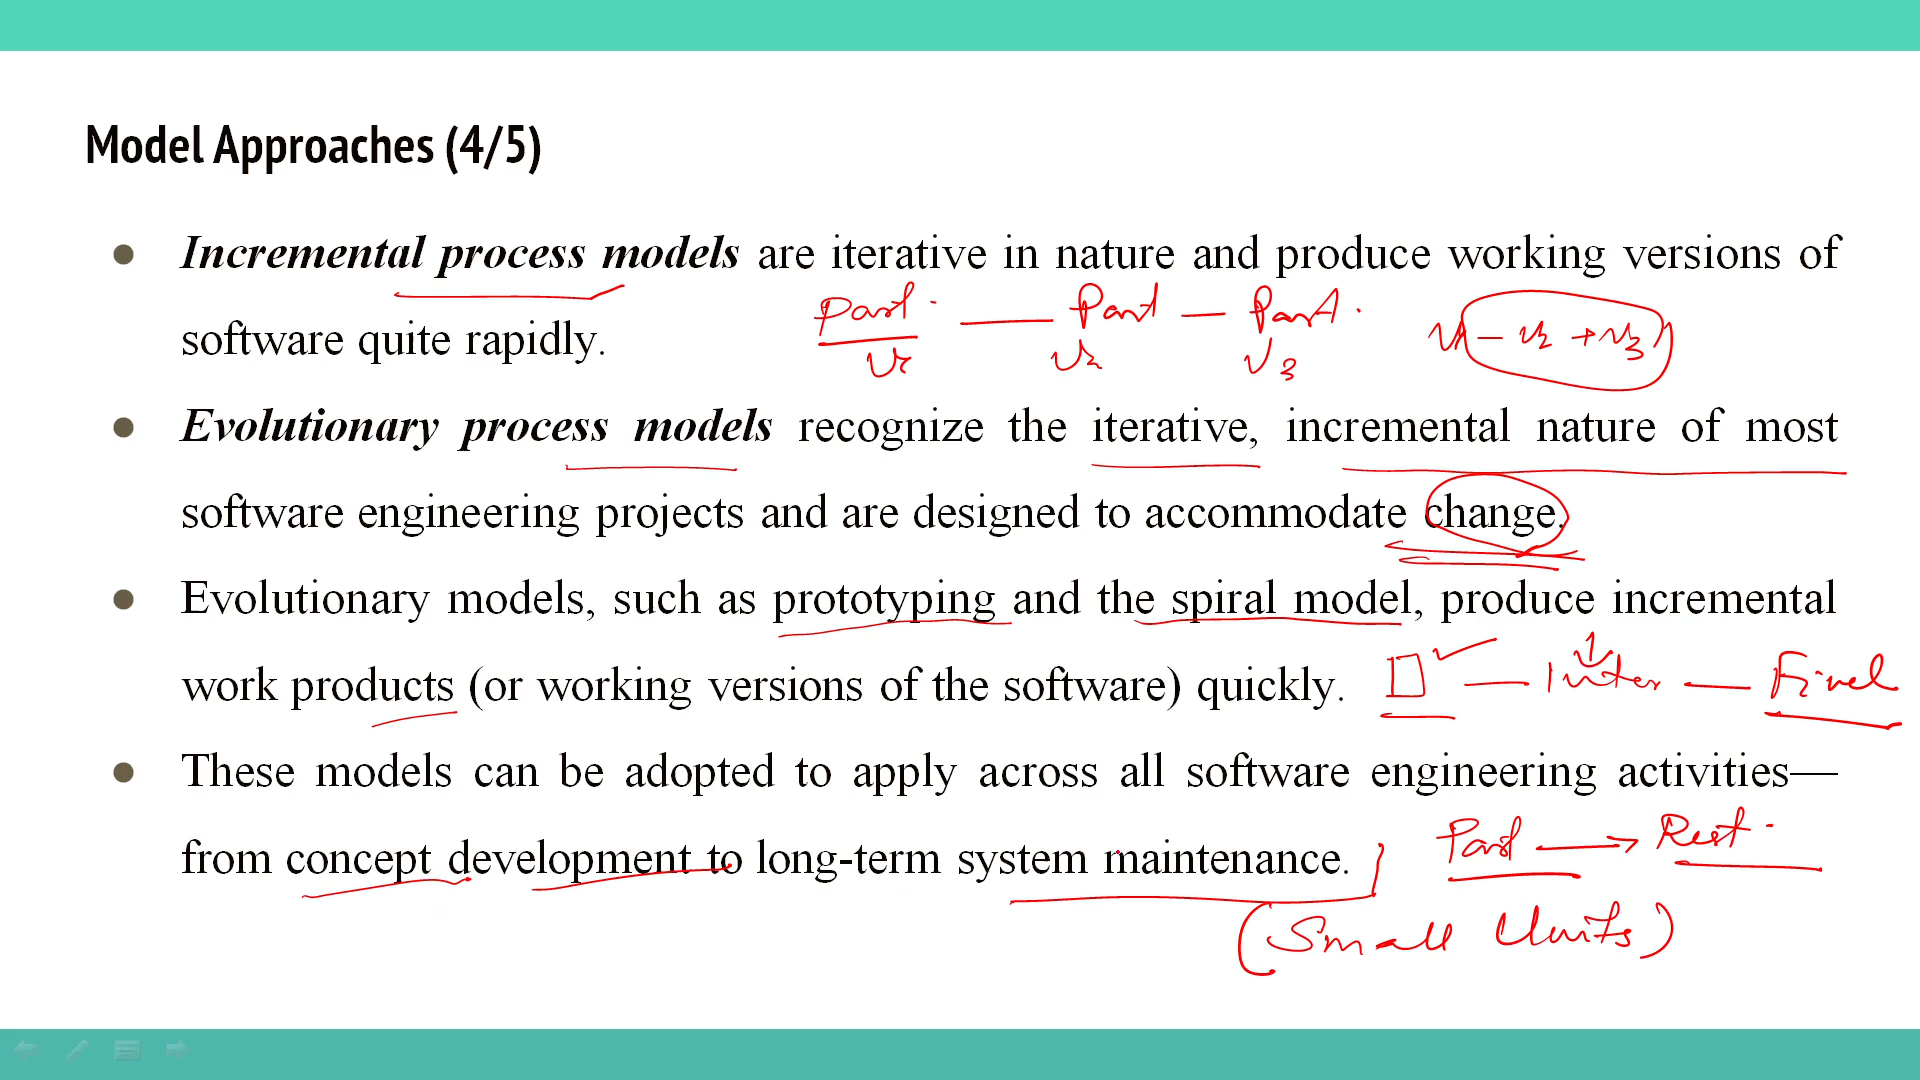 Model Approaches (4/5)
● Incremental process models are iterative in nature and produce working versions of
Part. — Part — Part.
software quite rapidly.
V1 V2 V3 V1 - V2 + V3
● Evolutionary process models recognize the iterative, incremental nature of most
software engineering projects and are designed to accommodate change.
● Evolutionary models, such as prototyping and the spiral model, produce incremental
work products (or working versions of the software) quickly. — Inter — Final
● These models can be adopted to apply across all software engineering activities—
Part → Rest.
from concept development to long-term system maintenance.
(Small Units)